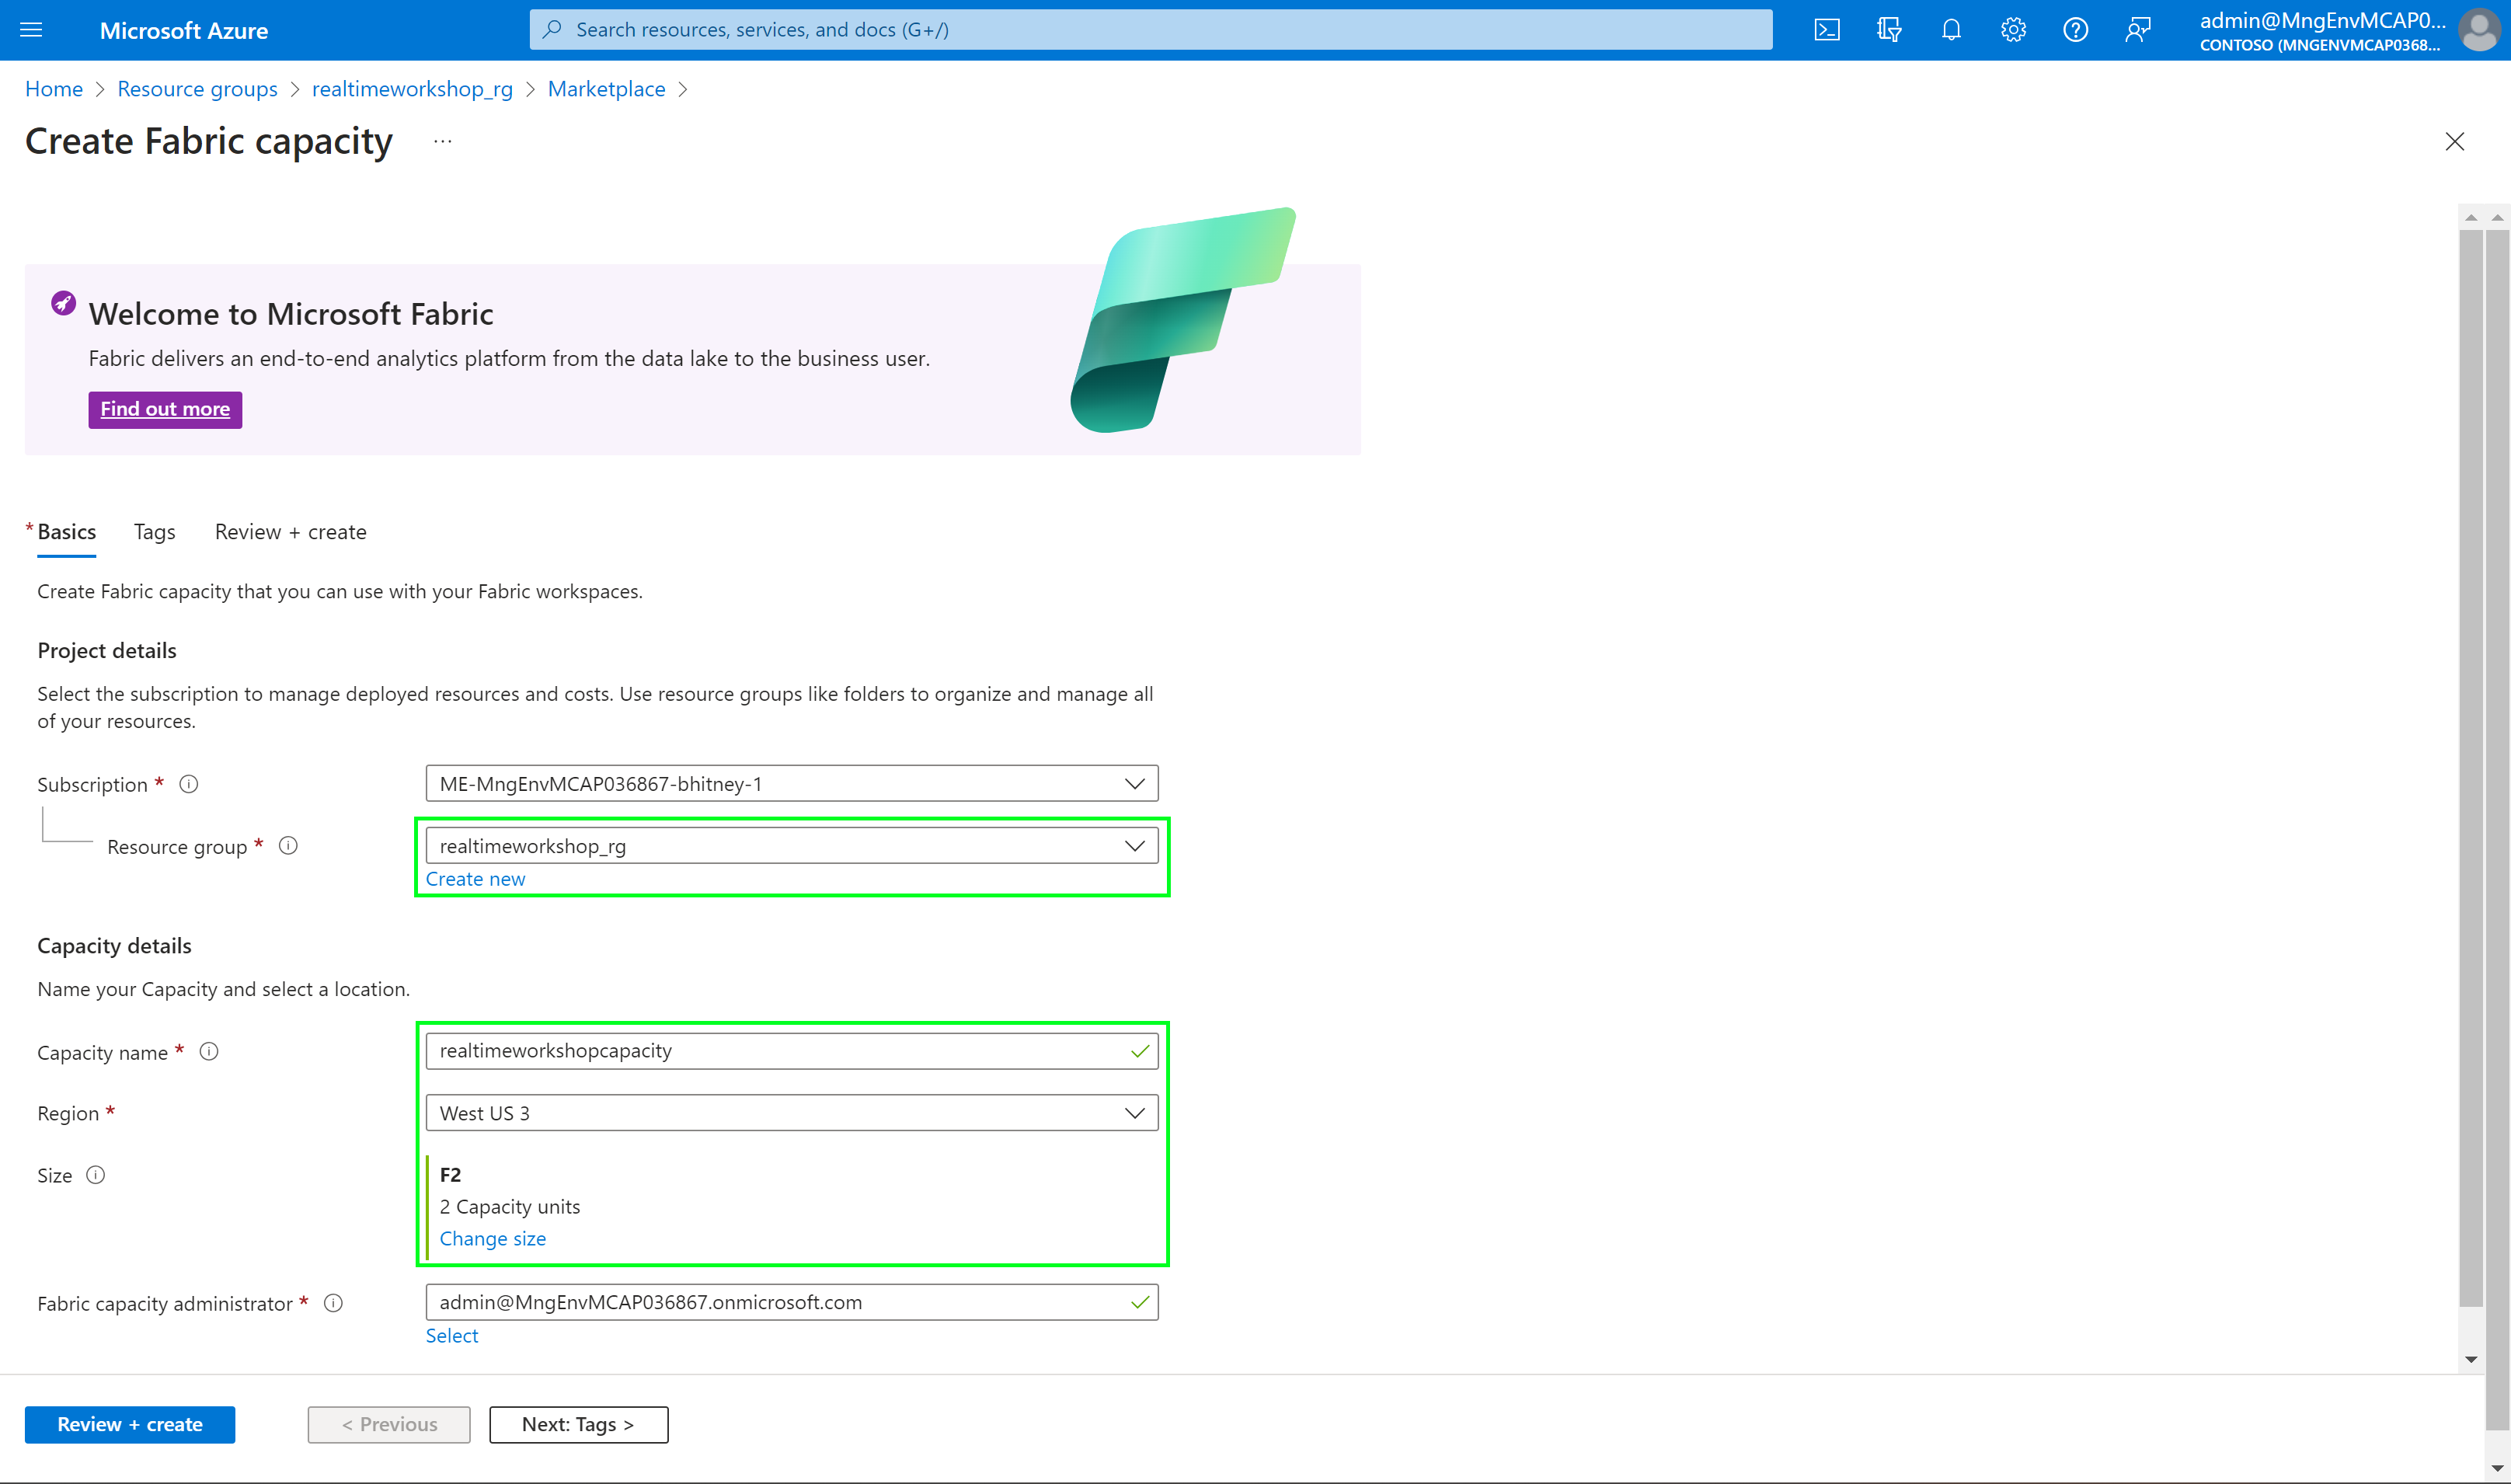 Microsoft Azure
Search resources, services, and docs (G+/)
admin@MngEnvMCAP0...
CONTOSO (MNGENVMCAP0368...
Home > Resource groups > realtimeworkshop_rg > Marketplace >
Create Fabric capacity ...
Welcome to Microsoft Fabric
Fabric delivers an end-to-end analytics platform from the data lake to the business user.
Find out more
* Basics Tags Review + create
Create Fabric capacity that you can use with your Fabric workspaces.
Project details
Select the subscription to manage deployed resources and costs. Use resource groups like folders to organize and manage all
of your resources.
Subscription * ME-MngEnvMCAP036867-bhitney-1
Resource group * realtimeworkshop_rg
Create new
Capacity details
Name your Capacity and select a location.
Capacity name * realtimeworkshopcapacity
Region * West US 3
Size F2
2 Capacity units
Change size
Fabric capacity administrator * admin@MngEnvMCAP036867.onmicrosoft.com
Select
Review + create < Previous Next: Tags >